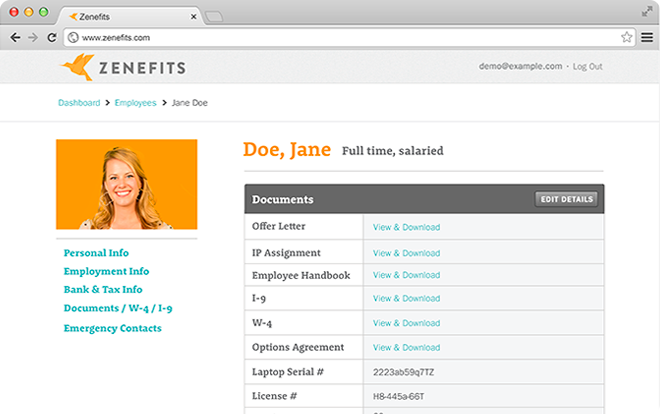 Zenefits
www.zenefits.com
ZENEFITS
demo@example.com · Log Out
Dashboard > Employees > Jane Doe
Doe, Jane Full time, salaried
Documents EDIT DETAILS
Offer Letter View & Download
IP Assignment View & Download
Employee Handbook View & Download
I-9 View & Download
W-4 View & Download
Options Agreement View & Download
Laptop Serial # 2223ab59q7TZ
License # H8-445a-66T
Personal Info
Employment Info
Bank & Tax Info
Documents / W-4 / I-9
Emergency Contacts